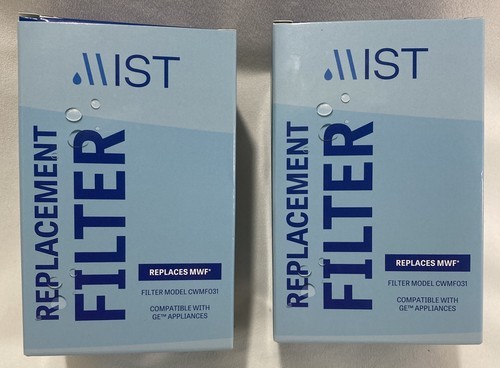 MIST
REPLACEMENT
FILTER
REPLACES MWF*
FILTER MODEL CWMF031
COMPATIBLE WITH
GE™ APPLIANCES
MIST
REPLACEMENT
FILTER
REPLACES MWF*
FILTER MODEL CWMF031
COMPATIBLE WITH
GE™ APPLIANCES